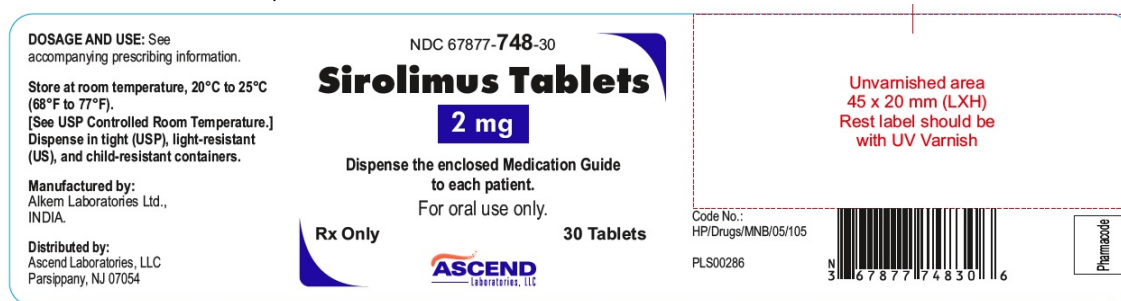 DOSAGE AND USE: See
accompanying prescribing information.
Store at room temperature, 20°C to 25°C
(68°F to 77°F).
[See USP Controlled Room Temperature.]
Dispense in tight (USP), light-resistant
(US), and child-resistant containers.
Manufactured by:
Alkem Laboratories Ltd.,
INDIA.
Distributed by:
Ascend Laboratories, LLC
Parsippany, NJ 07054
NDC 67877-748-30
Sirolimus Tablets
2 mg
Dispense the enclosed Medication Guide
to each patient.
For oral use only.
Rx Only
30 Tablets
ASCEND
Laboratories, LLC
Unvarnished area
45 x 20 mm (LXH)
Rest label should be
with UV Varnish
Code No.:
HP/Drugs/MNB/05/105
PLS00286
N
3 67877 74830 6
Pharmacode